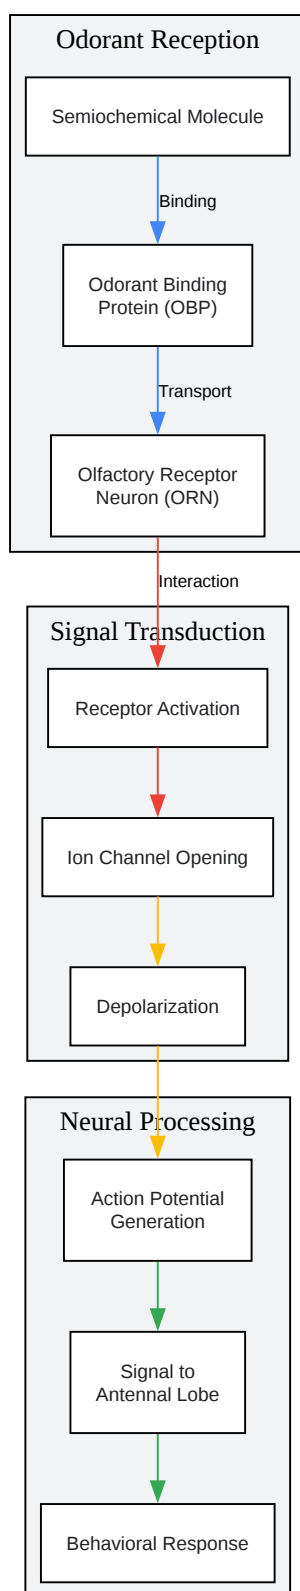 Odorant Reception
Semiochemical Molecule
Binding
Odorant Binding
Protein (OBP)
Transport
Olfactory Receptor
Neuron (ORN)
Interaction
Signal Transduction
Receptor Activation
Ion Channel Opening
Depolarization
Neural Processing
Action Potential
Generation
Signal to
Antennal Lobe
Behavioral Response